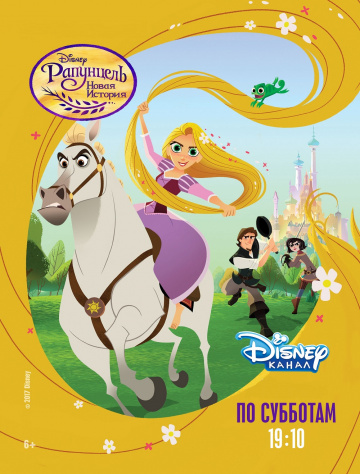 Disney
Рапунцель
Новая
История
Disney
КАНАЛ
ПО СУББОТАМ
19:10
© 2017 Disney
6+